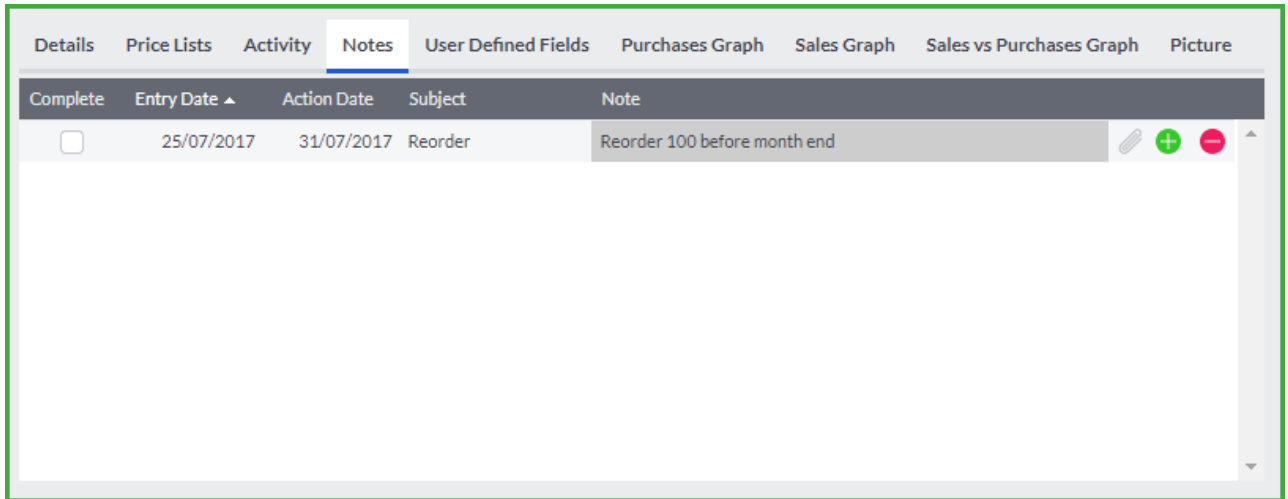 Details Price Lists Activity Notes User Defined Fields Purchases Graph Sales Graph Sales vs Purchases Graph Picture
Complete Entry Date Action Date Subject Note
25/07/2017 31/07/2017 Reorder Reorder 100 before month end